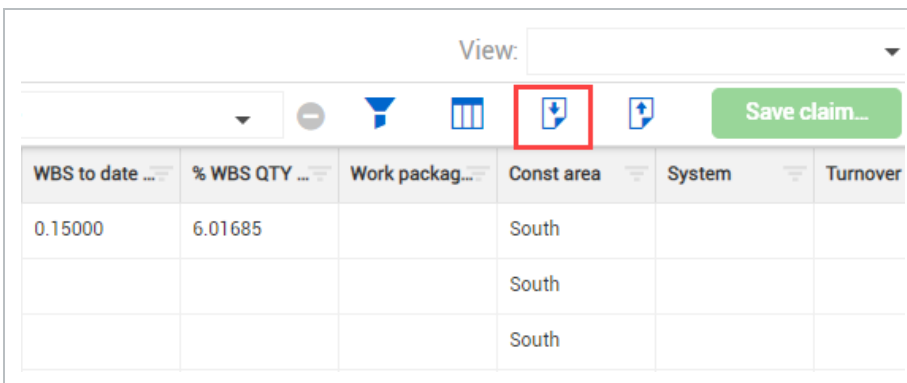 View:
Save claim...
WBS to date ... % WBS QTY ... Work packag... Const area System Turnover
0.15000 6.01685 South
South
South